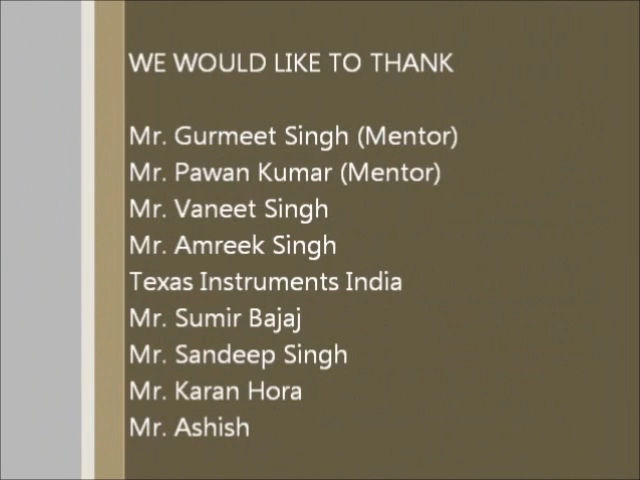 WE WOULD LIKE TO THANK
Mr. Gurmeet Singh (Mentor)
Mr. Pawan Kumar (Mentor)
Mr. Vaneet Singh
Mr. Amreek Singh
Texas Instruments India
Mr. Sumir Bajaj
Mr. Sandeep Singh
Mr. Karan Hora
Mr. Ashish